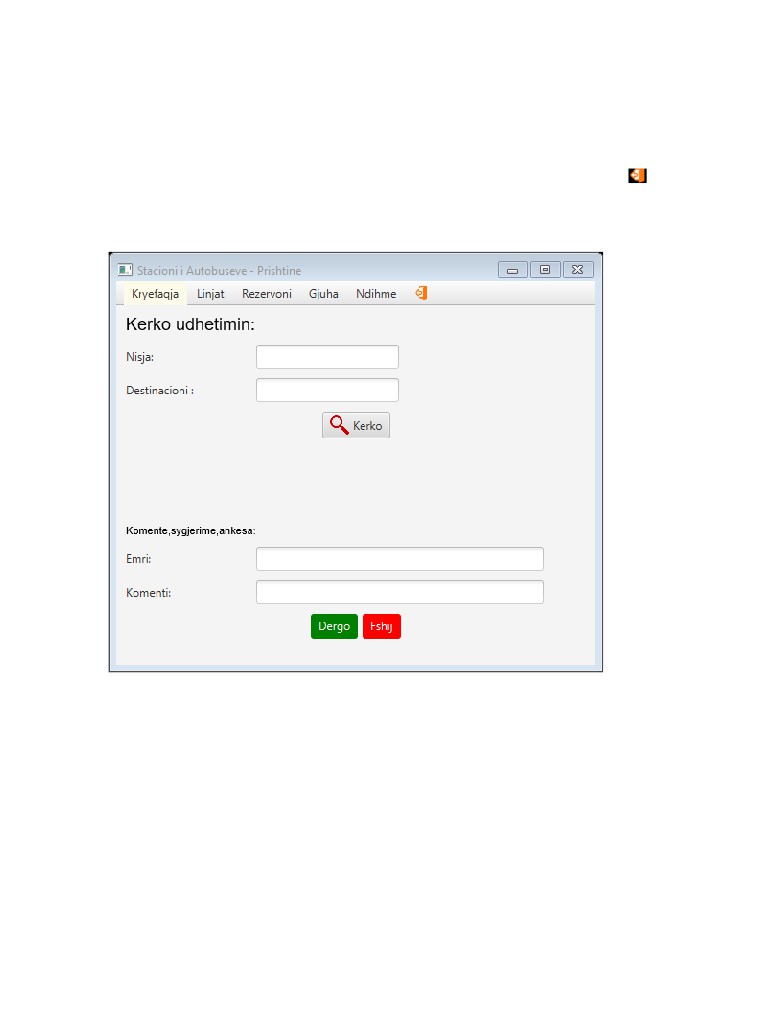 Stacioni i Autobuseve - Prishtine
Kryefaqja Linjat Rezervoni Gjuha Ndihme
Kerko udhetimin:
Nisja:
Destinacioni :
Kerko
Komente,sygjerime,ankesa:
Emri:
Komenti:
Dergo Fshij